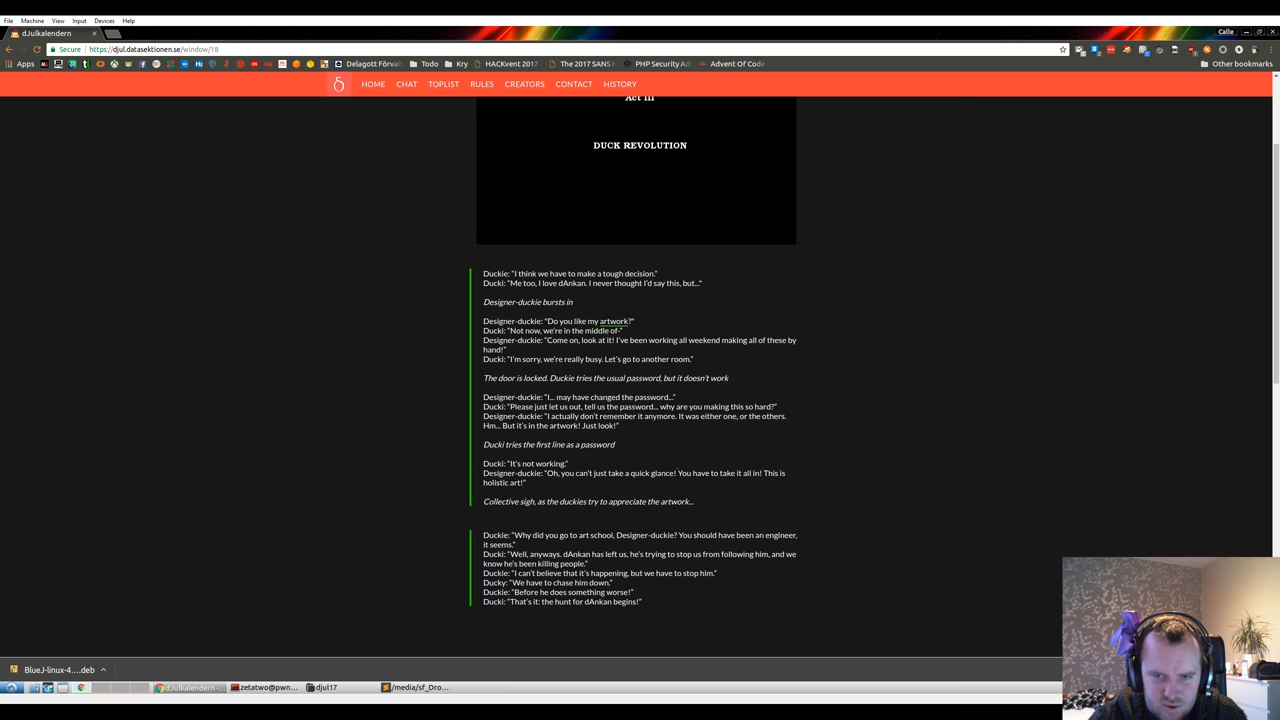 File Machine View Input Devices Help
dJulkalendern
Calle
Secure https://djul.datasektionen.se/window/18
Apps Delagott Förval Todo Kry HACKvent 2017 The 2017 SANS H PHP Security Ad Advent Of Code Other bookmarks
HOME CHAT TOPLIST RULES CREATORS CONTACT HISTORY
Act III
DUCK REVOLUTION
Duckie: “I think we have to make a tough decision.”
Ducki: “Me too, I love dAnkan. I never thought I’d say this, but...”
Designer-duckie bursts in
Designer-duckie: "Do you like my artwork?"
Ducki: “Not now, we’re in the middle of-”
Designer-duckie: “Come on, look at it! I’ve been working all weekend making all of these by
hand!”
Ducki: “I’m sorry, we’re really busy. Let’s go to another room.”
The door is locked. Duckie tries the usual password, but it doesn’t work
Designer-duckie: “I... may have changed the password...”
Ducki: “Please just let us out, tell us the password... why are you making this so hard?”
Designer-duckie: “I actually don’t remember it anymore. It was either one, or the others.
Hm... But it’s in the artwork! Just look!”
Ducki tries the first line as a password
Ducki: “It’s not working.”
Designer-duckie: “Oh, you can’t just take a quick glance! You have to take it all in! This is
holistic art!”
Collective sigh, as the duckies try to appreciate the artwork...
Duckie: “Why did you go to art school, Designer-duckie? You should have been an engineer,
it seems.”
Ducki: “Well, anyways. dAnkan has left us, he’s trying to stop us from following him, and we
know he’s been killing people.”
Duckie: “I can’t believe that it’s happening, but we have to stop him.”
Ducky: “We have to chase him down.”
Duckie: “Before he does something worse!”
Ducki: “That’s it: the hunt for dAnkan begins!”
BlueJ-linux-4....deb
dJulkalendern -... zetatwo@pwn... djul17 /media/sf_Dro...